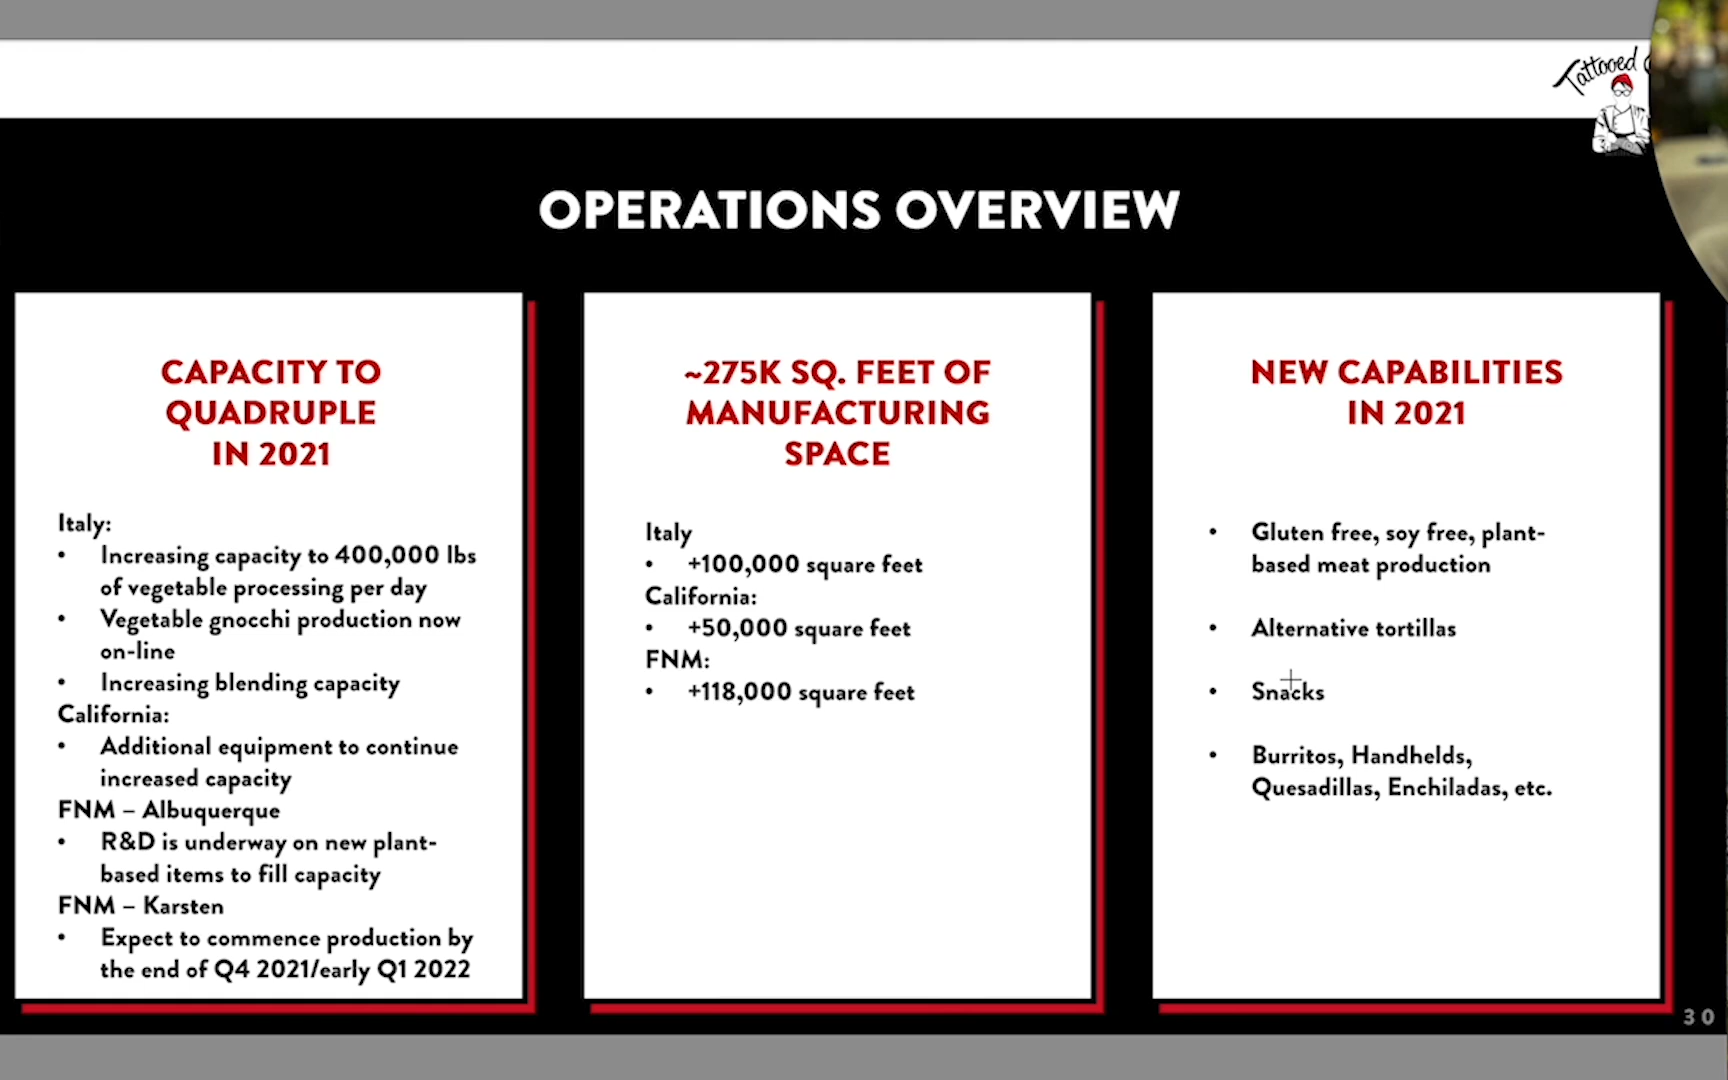 Tattooed
OPERATIONS OVERVIEW
CAPACITY TO
QUADRUPLE
IN 2021
Italy:
• Increasing capacity to 400,000 lbs
of vegetable processing per day
• Vegetable gnocchi production now
on-line
• Increasing blending capacity
California:
• Additional equipment to continue
increased capacity
FNM – Albuquerque
• R&D is underway on new plant-
based items to fill capacity
FNM – Karsten
• Expect to commence production by
the end of Q4 2021/early Q1 2022
~275K SQ. FEET OF
MANUFACTURING
SPACE
Italy
• +100,000 square feet
California:
• +50,000 square feet
FNM:
• +118,000 square feet
NEW CAPABILITIES
IN 2021
• Gluten free, soy free, plant-
based meat production
• Alternative tortillas
• Snacks
• Burritos, Handhelds,
Quesadillas, Enchiladas, etc.
30